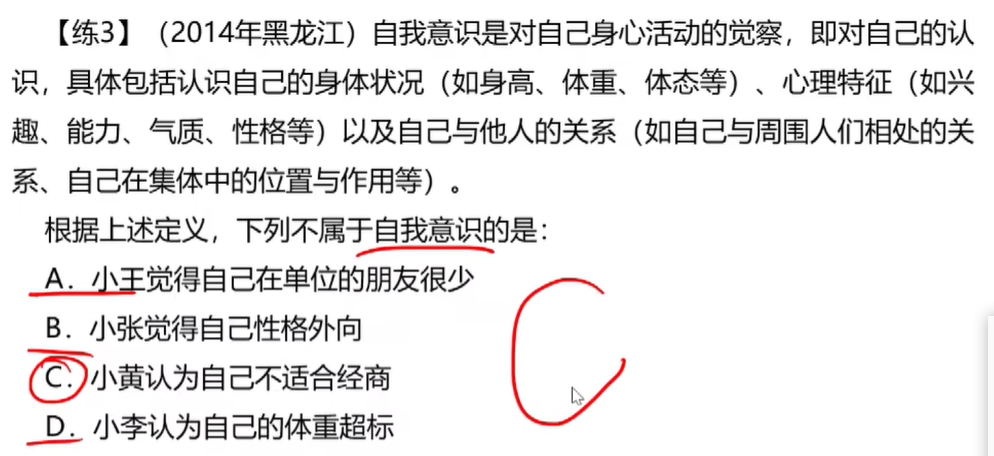 【练3】（2014年黑龙江）自我意识是对自己身心活动的觉察，即对自己的认
识，具体包括认识自己的身体状况（如身高、体重、体态等）、心理特征（如兴
趣、能力、气质、性格等）以及自己与他人的关系（如自己与周围人们相处的关
系、自己在集体中的位置与作用等）。
根据上述定义，下列不属于自我意识的是：
A．小王觉得自己在单位的朋友很少
B．小张觉得自己性格外向
C．小黄认为自己不适合经商
D．小李认为自己的体重超标
C